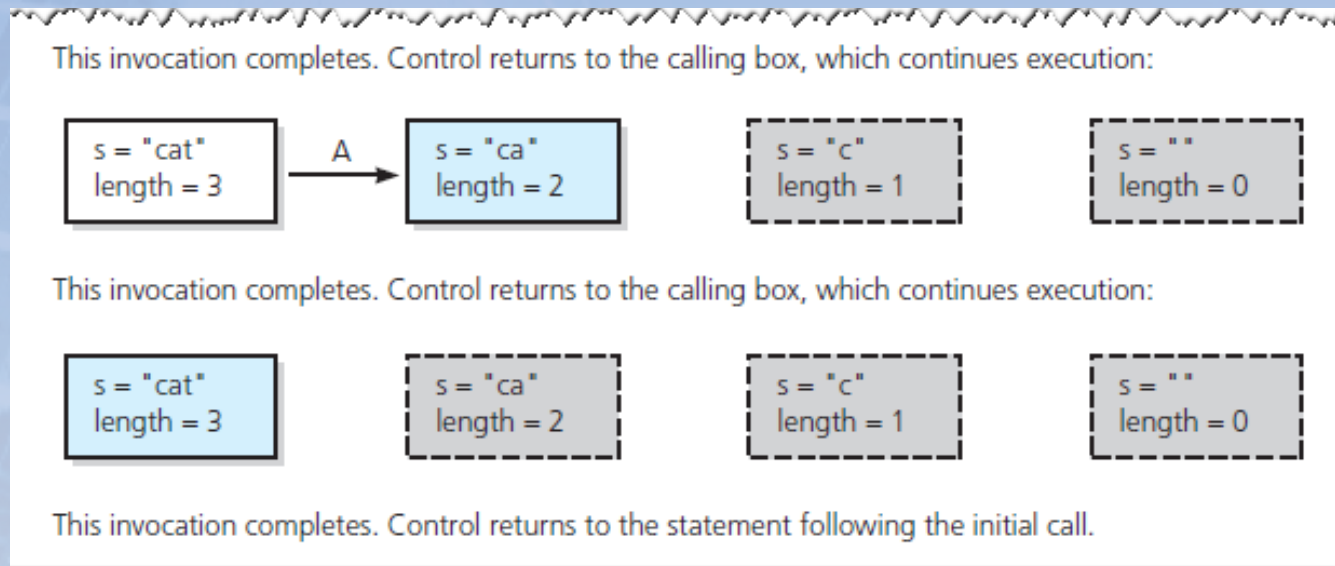 This invocation completes. Control returns to the calling box, which continues execution:
s = "cat"
length = 3
A
s = "ca"
length = 2
s = "c"
length = 1
s = ""
length = 0
This invocation completes. Control returns to the calling box, which continues execution:
s = "cat"
length = 3
s = "ca"
length = 2
s = "c"
length = 1
s = ""
length = 0
This invocation completes. Control returns to the statement following the initial call.